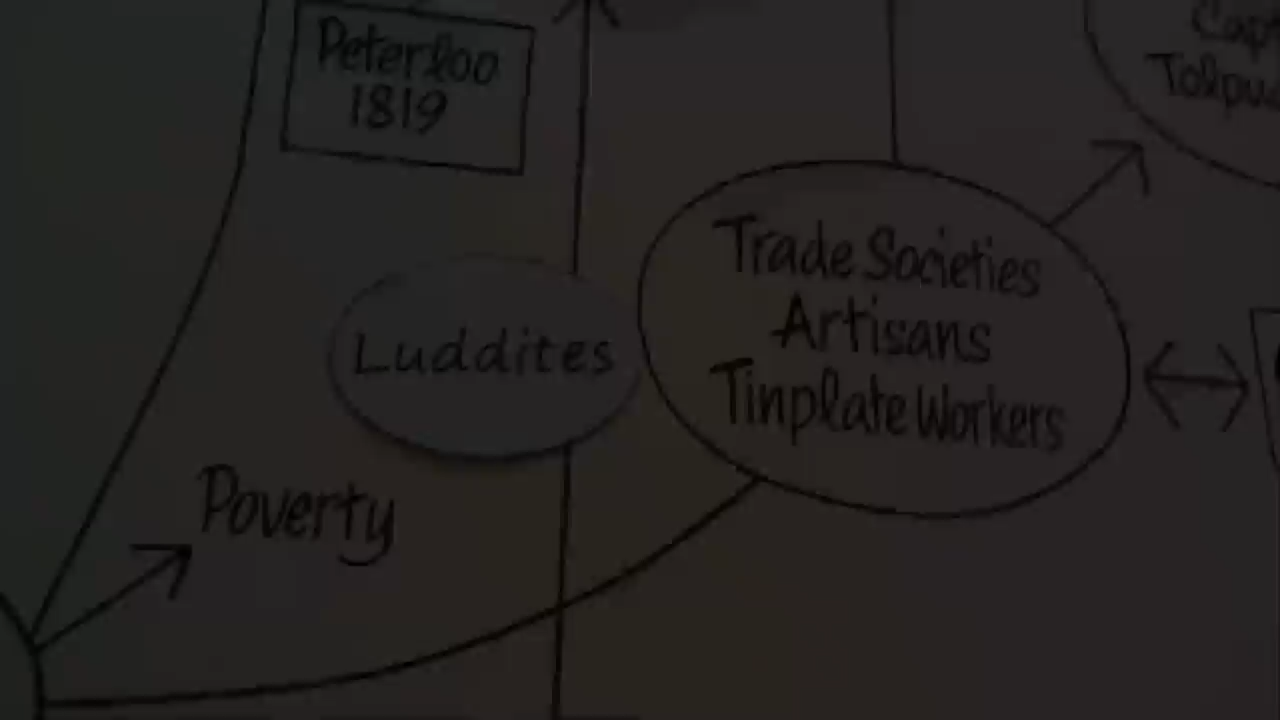 Peterloo
1819
Trade Societies
Artisans
Tinplate Workers
Luddites
Poverty